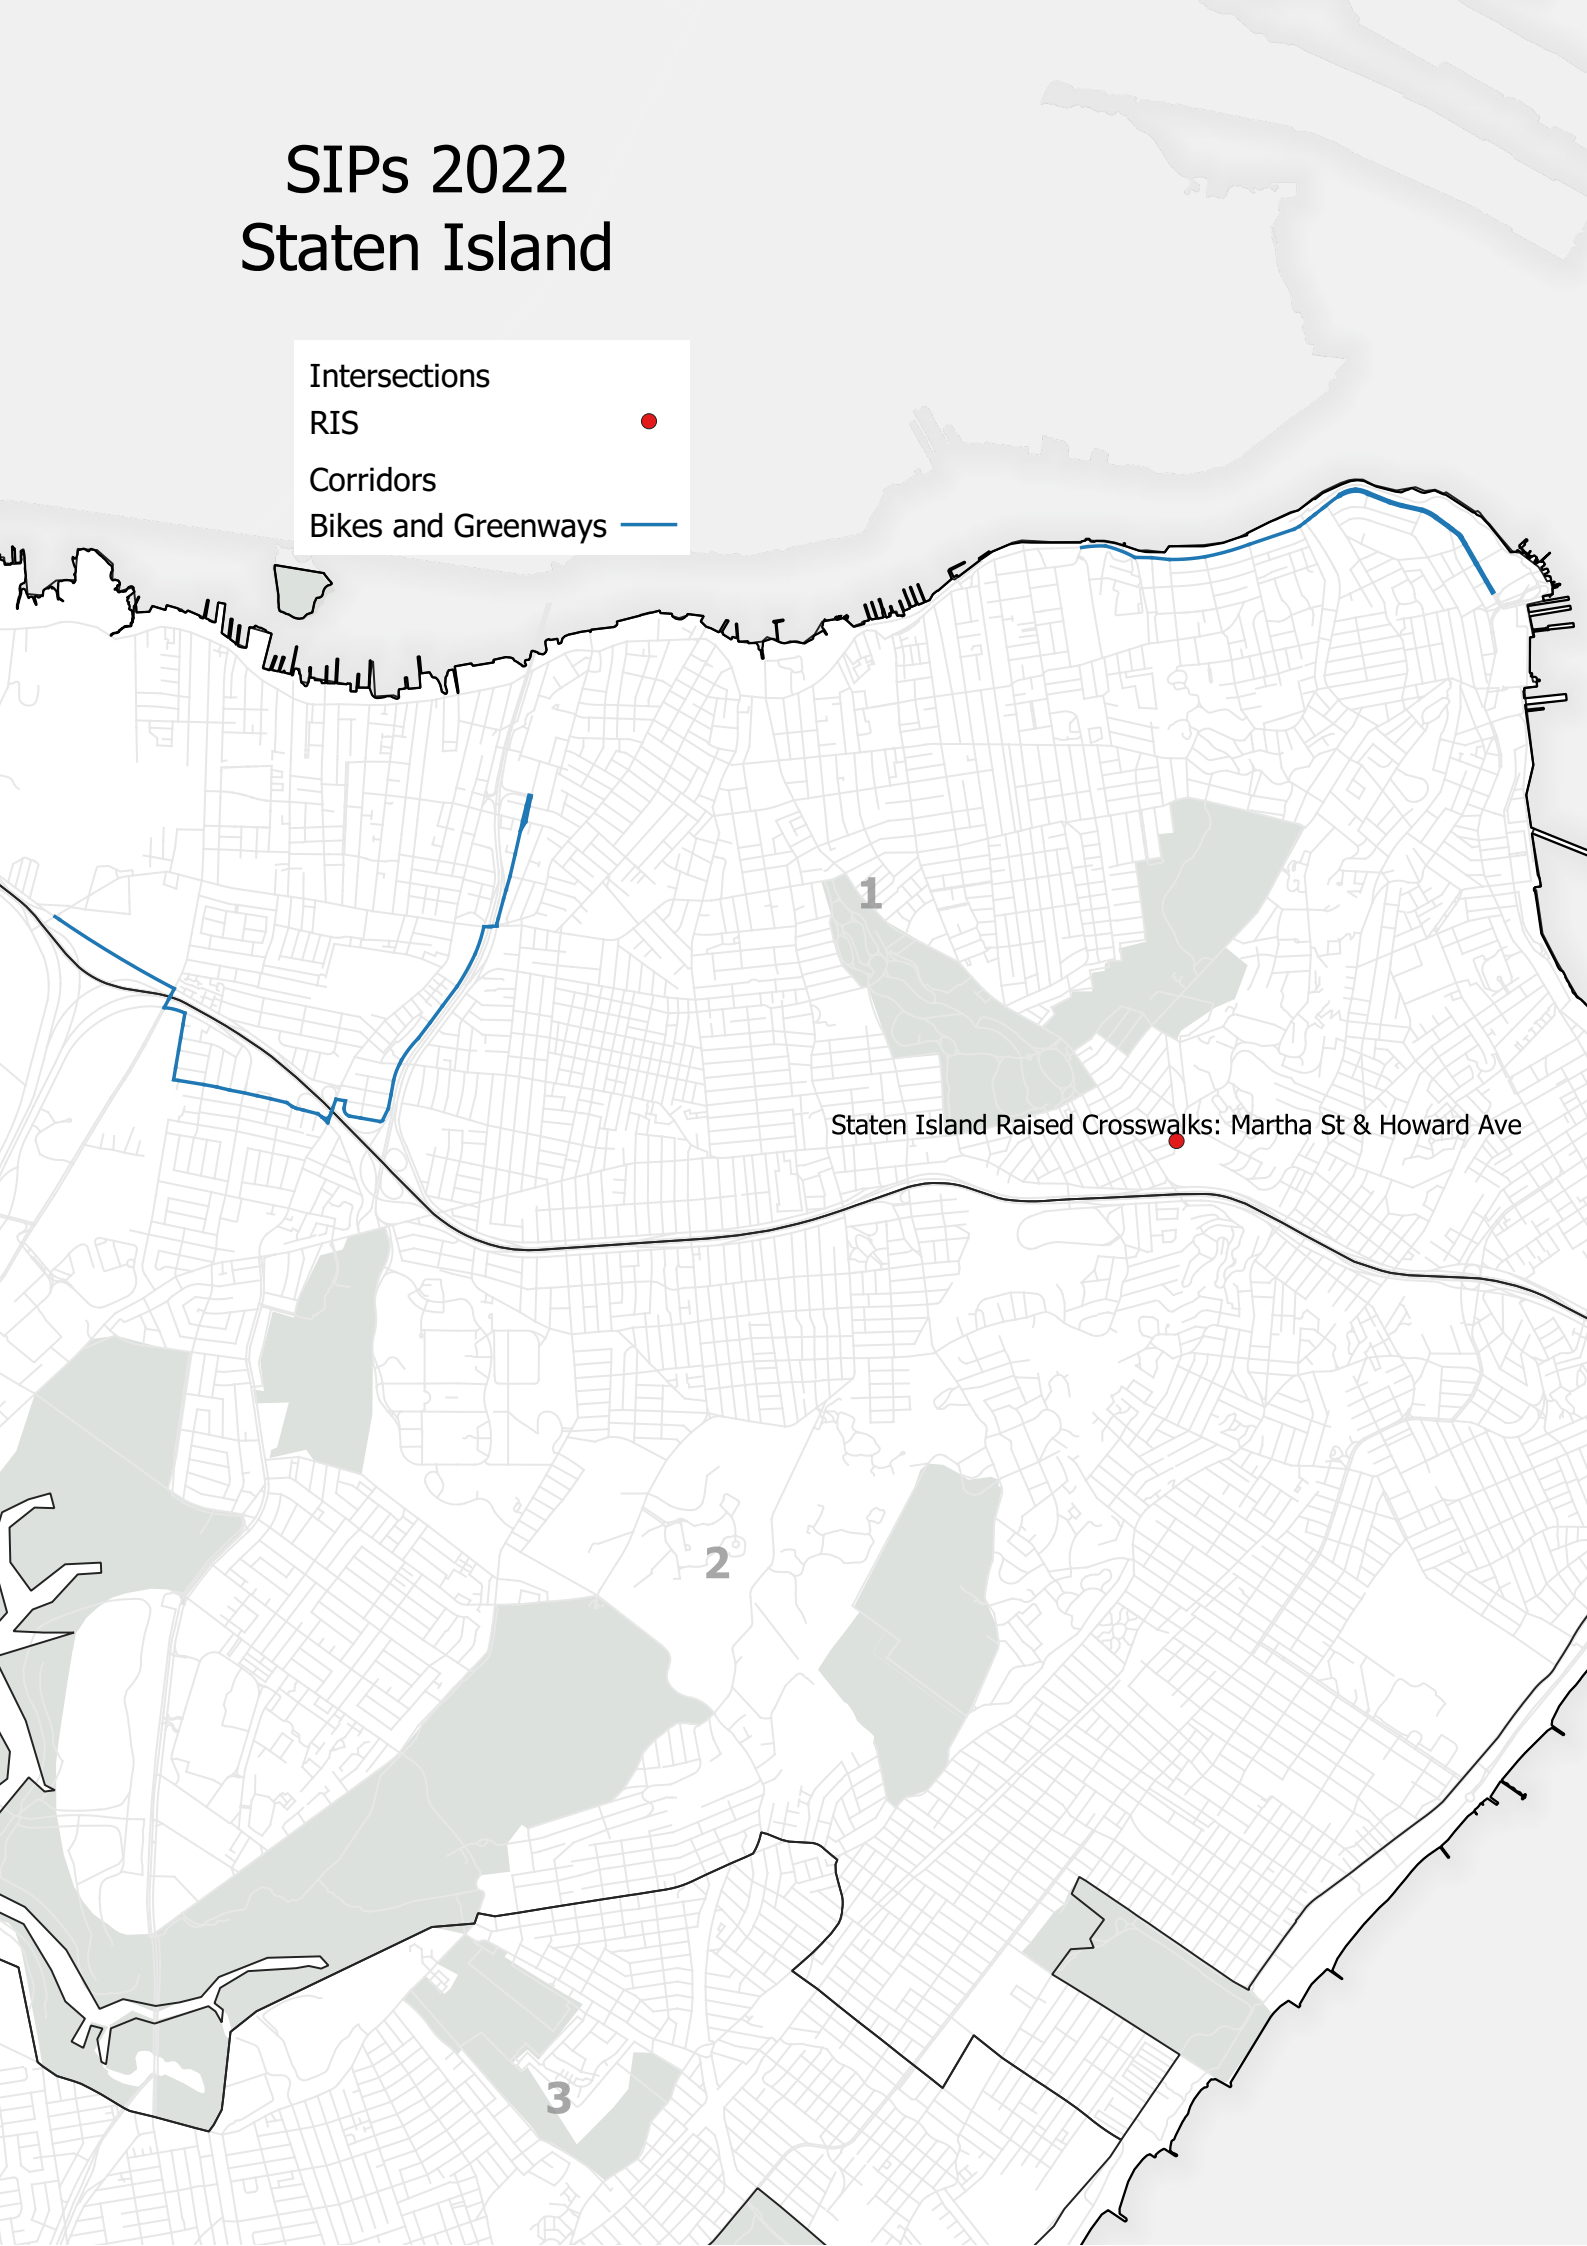 SIPs 2022
Staten Island
Intersections
RIS
Corridors
Bikes and Greenways
1
Staten Island Raised Crosswalks: Martha St & Howard Ave
2
3